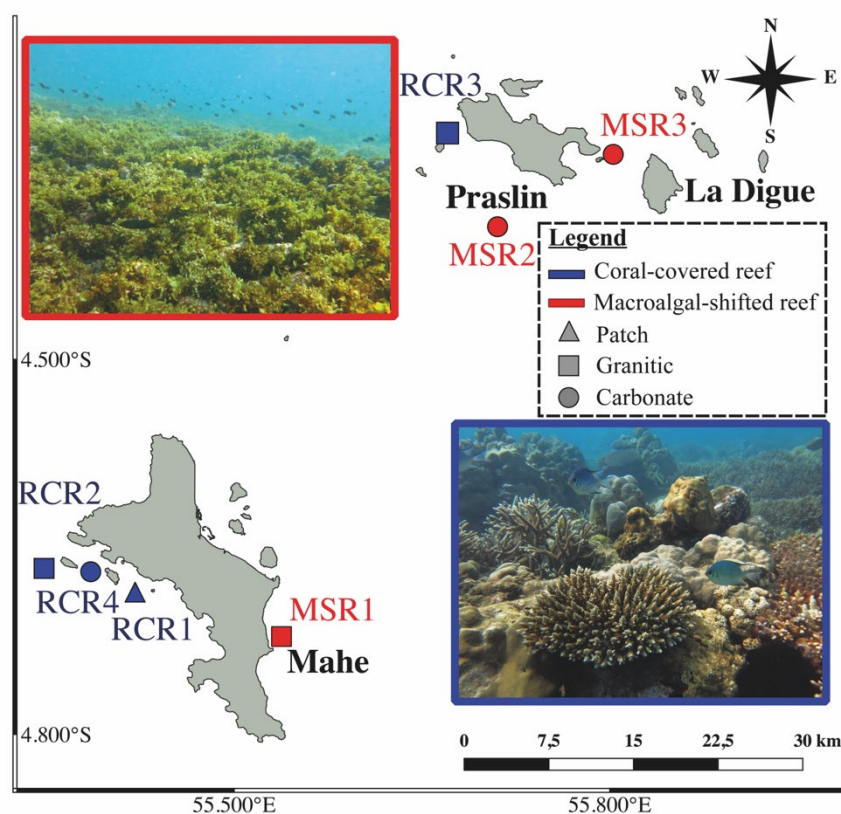 N
W
E
S
RCR3
MSR3
Praslin
La Digue
MSR2
Legend
Coral-covered reef
Macroalgal-shifted reef
Patch
Granitic
Carbonate
4.500°S
RCR2
RCR4
RCR1
MSR1
Mahe
4.800°S
0 7,5 15 22,5 30 km
55.500°E 55.800°E